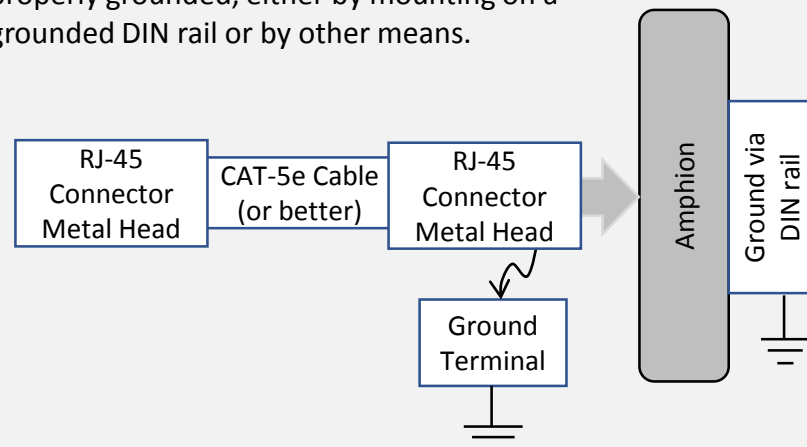 properly grounded, either by mounting on a
grounded DIN rail or by other means.
RJ-45
Connector
Metal Head
CAT-5e Cable
(or better)
RJ-45
Connector
Metal Head
Amphion
Ground via
DIN rail
Ground
Terminal